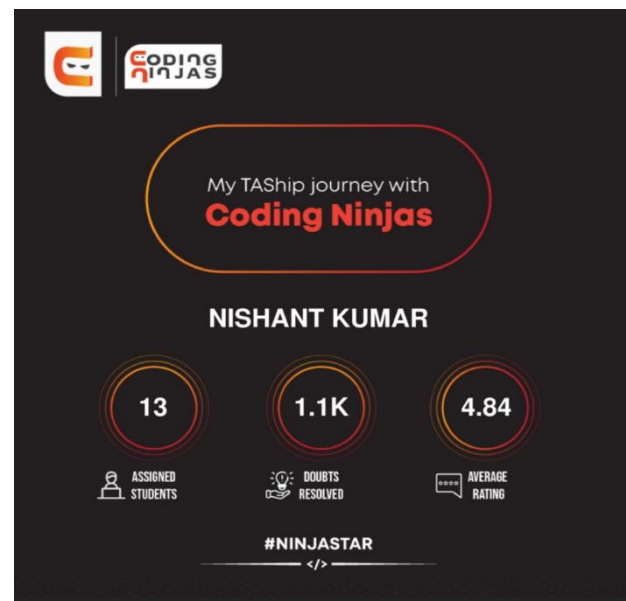 CODING
NINJAS
My TAShip journey with
Coding Ninjas
NISHANT KUMAR
13
1.1K
4.84
ASSIGNED
STUDENTS
DOUBTS
RESOLVED
AVERAGE
RATING
#NINJASTAR
</>